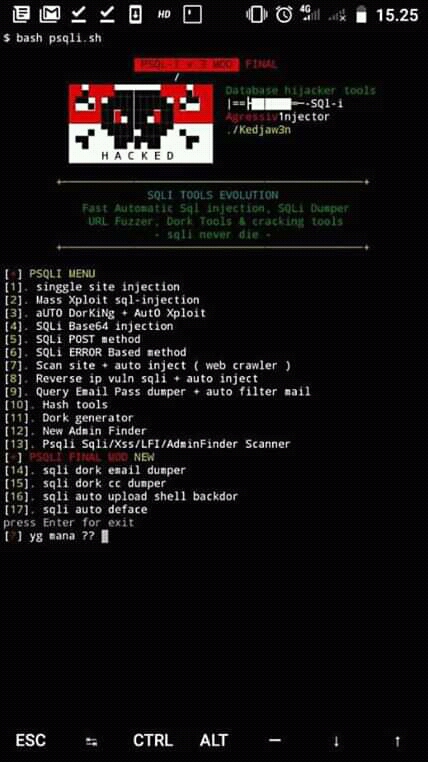 HD 4G 15.25
$ bash psqli.sh
PSQL-I v.3 MOD FINAL
Database hijacker tools
|==├█████=─-SQl-i
Agressiv1njector
./Kedjaw3n
HACKED
SQLI TOOLS EVOLUTION
Fast Automatic Sql injection, SQLi Dumper
URL Fuzzer, Dork Tools & cracking tools
- sqli never die -
[+] PSQLI MENU
[1]. singgle site injection
[2]. Mass Xploit sql-injection
[3]. aUTO DorKiNg + AutO Xploit
[4]. SQLi Base64 injection
[5]. SQLi POST method
[6]. SQLi ERROR Based method
[7]. Scan site + auto inject ( web crawler )
[8]. Reverse ip vuln sqli + auto inject
[9]. Query Email Pass dumper + auto filter mail
[10]. Hash tools
[11]. Dork generator
[12]. New Admin Finder
[13]. Psqli Sqli/Xss/LFI/AdminFinder Scanner
[+] PSQLI FINAL MOD NEW
[14]. sqli dork email dumper
[15]. sqli dork cc dumper
[16]. sqli auto upload shell backdor
[17]. sqli auto deface
press Enter for exit
[?] yg mana ??
ESC CTRL ALT — ↓ ↑